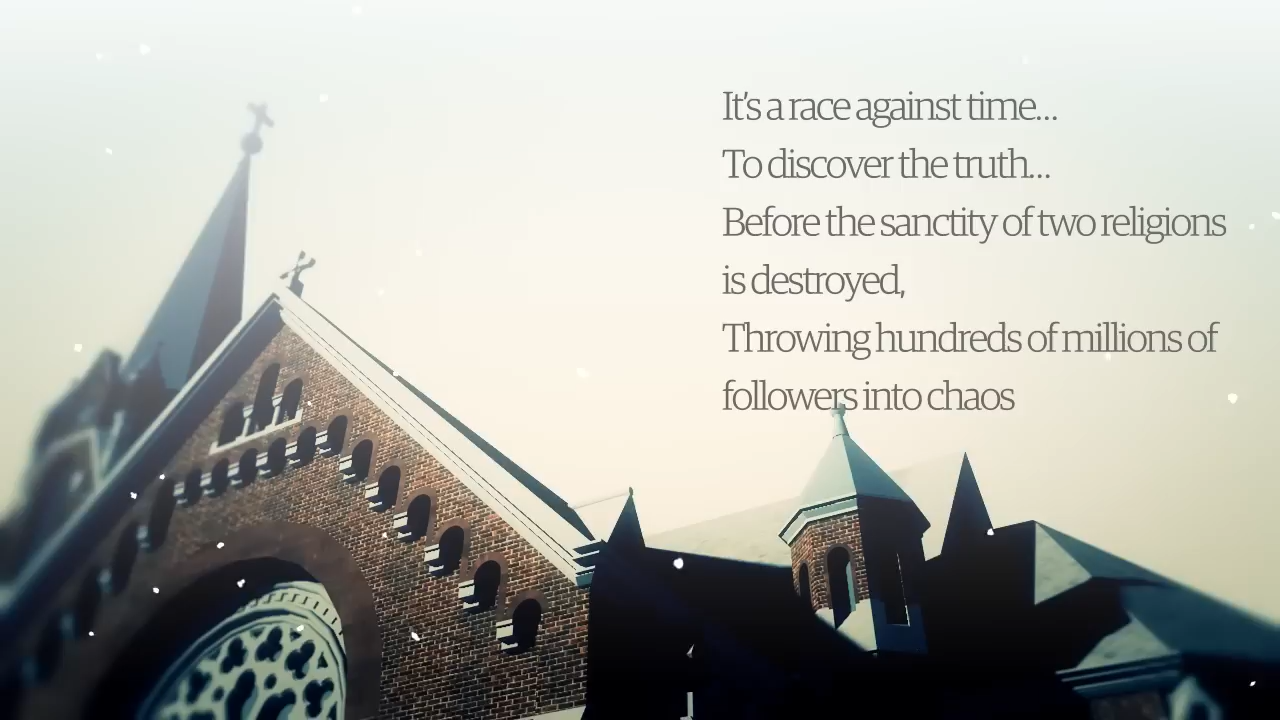 It's a race against time...
To discover the truth...
Before the sanctity of two religions
is destroyed,
Throwing hundreds of millions of
followers into chaos